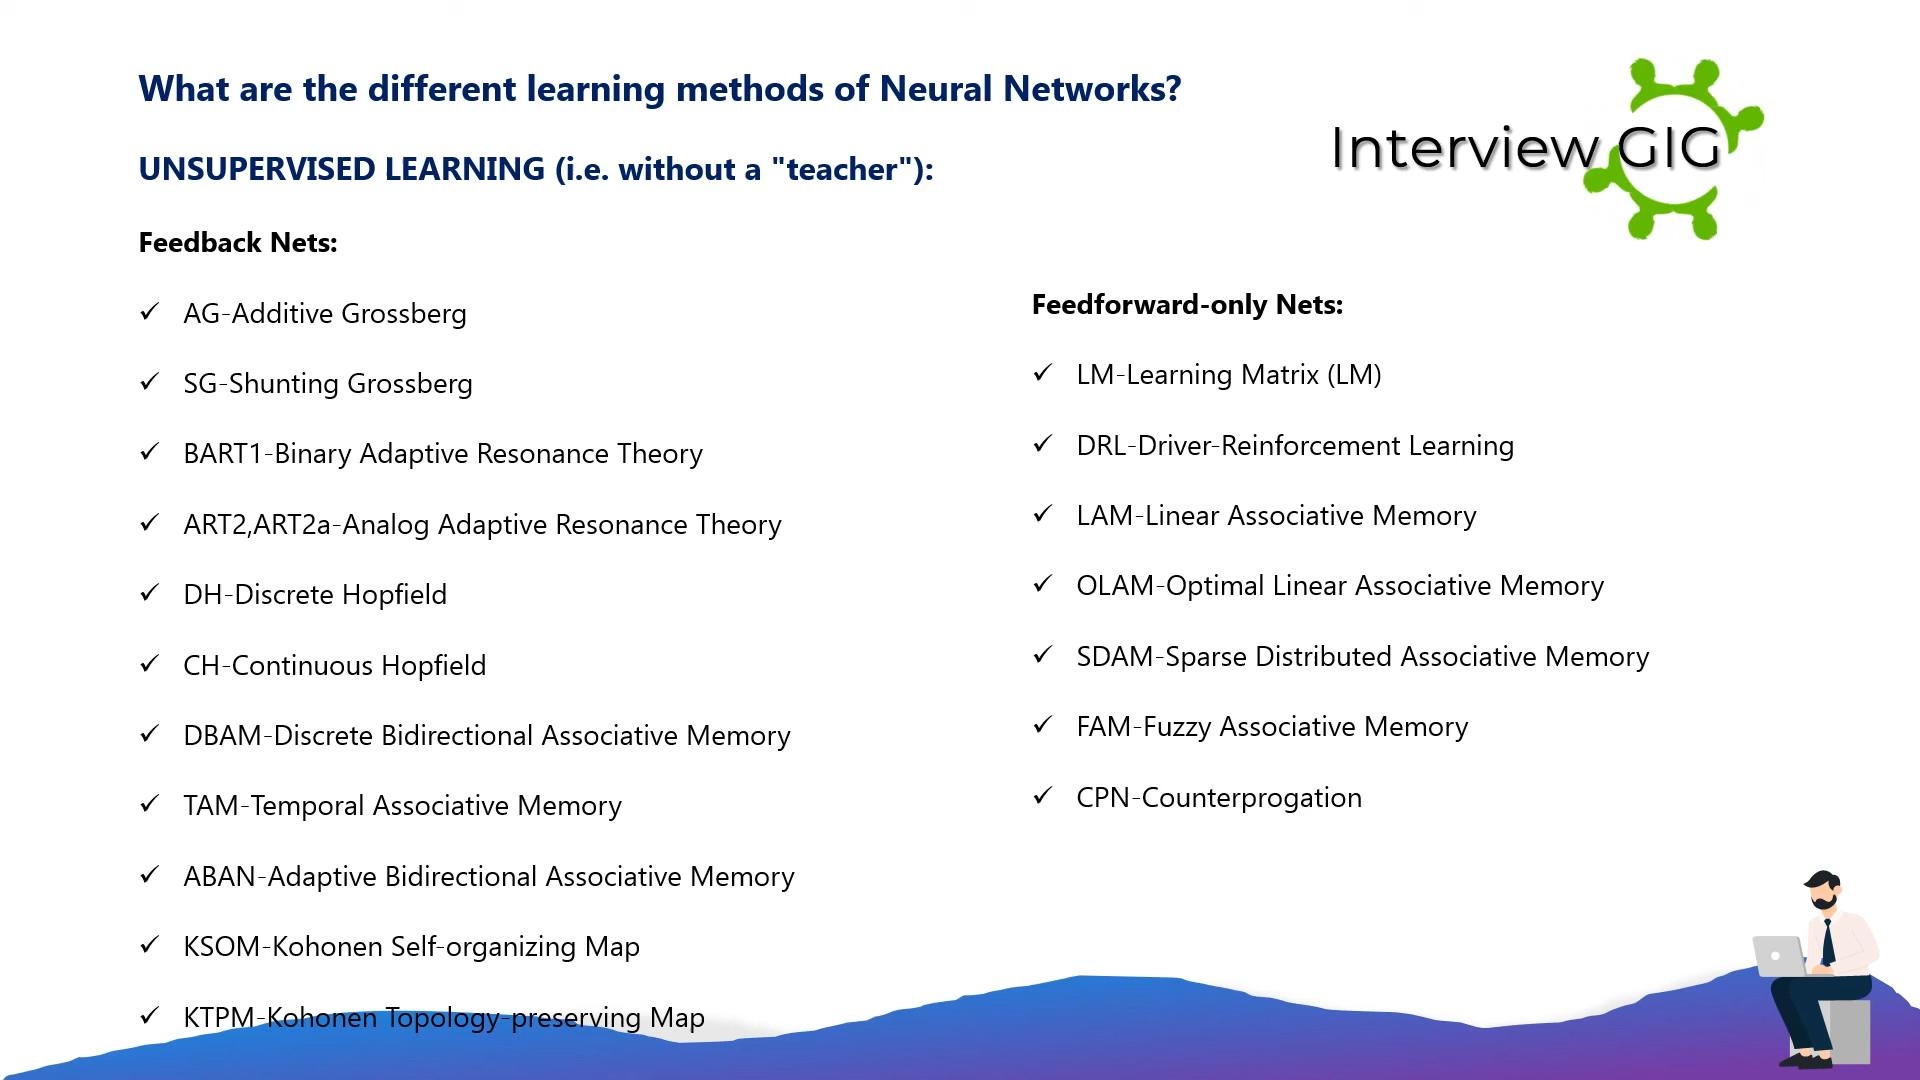 What are the different learning methods of Neural Networks?
Interview GIG
UNSUPERVISED LEARNING (i.e. without a "teacher"):
Feedback Nets:
AG-Additive Grossberg
SG-Shunting Grossberg
BART1-Binary Adaptive Resonance Theory
ART2,ART2a-Analog Adaptive Resonance Theory
DH-Discrete Hopfield
CH-Continuous Hopfield
DBAM-Discrete Bidirectional Associative Memory
TAM-Temporal Associative Memory
ABAN-Adaptive Bidirectional Associative Memory
KSOM-Kohonen Self-organizing Map
KTPM-Kohonen Topology-preserving Map
Feedforward-only Nets:
LM-Learning Matrix (LM)
DRL-Driver-Reinforcement Learning
LAM-Linear Associative Memory
OLAM-Optimal Linear Associative Memory
SDAM-Sparse Distributed Associative Memory
FAM-Fuzzy Associative Memory
CPN-Counterprogation